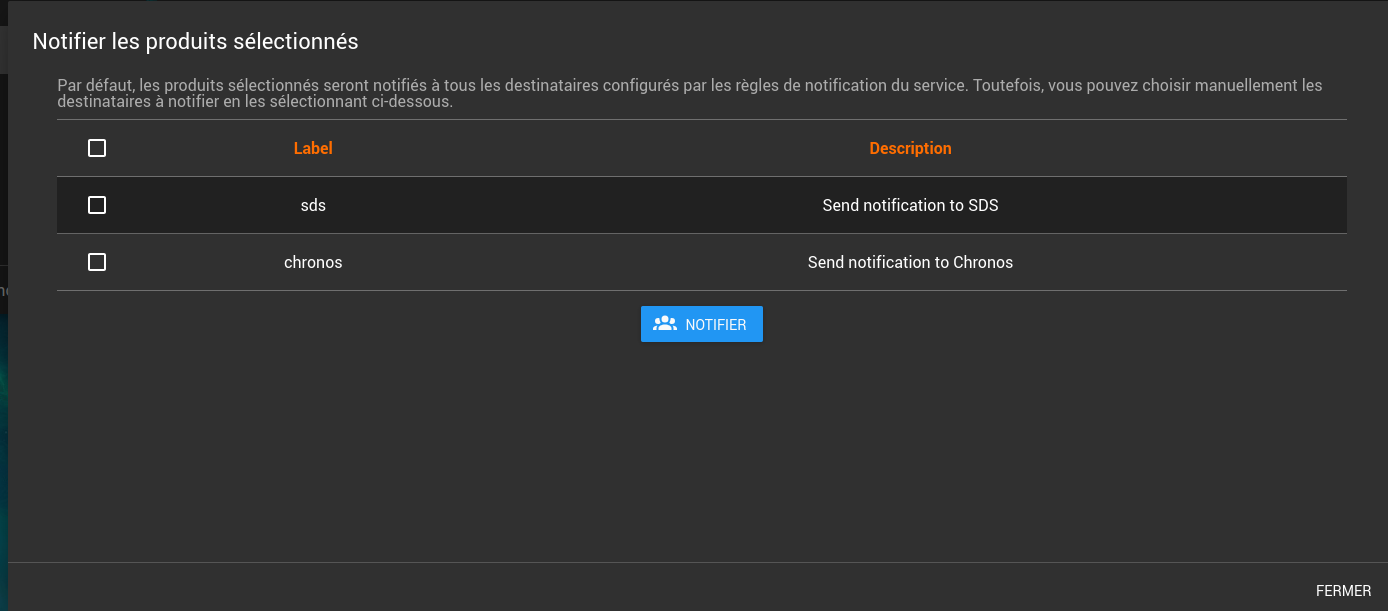 Notifier les produits sélectionnés
Par défaut, les produits sélectionnés seront notifiés à tous les destinataires configurés par les règles de notification du service. Toutefois, vous pouvez choisir manuellement les
destinataires à notifier en les sélectionnant ci-dessous.
Label Description
sds Send notification to SDS
chronos Send notification to Chronos
NOTIFIER
FERMER